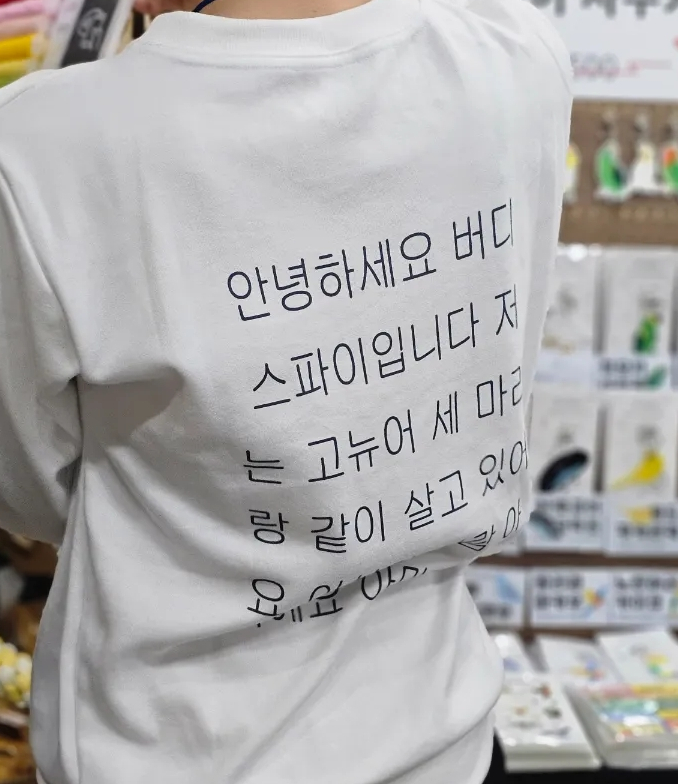 안녕하세요 버디
스파이입니다 저
는 고뉴어 세 마리
랑 같이 살고 있어
요